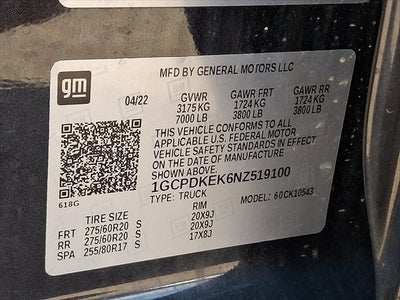 gm
MFD BY GENERAL MOTORS LLC
04/22 GVWR GAWR FRT GAWR RR
3175 KG 1724 KG 1724 KG
7000 LB 3800 LB 3800 LB
THIS VEHICLE CONFORMS TO ALL
APPLICABLE U.S. FEDERAL MOTOR
VEHICLE SAFETY STANDARDS IN EFFECT
ON THE DATE OF MANUFACTURE
SHOWN ABOVE.
1GCPDKEK6NZ519100
618G TYPE: TRUCK MODEL: 60CK10543
TIRE SIZE RIM
FRT 275/60R20 S 20X9J
RR 275/60R20 S 20X9J
SPA 255/80R17 S 17X8J